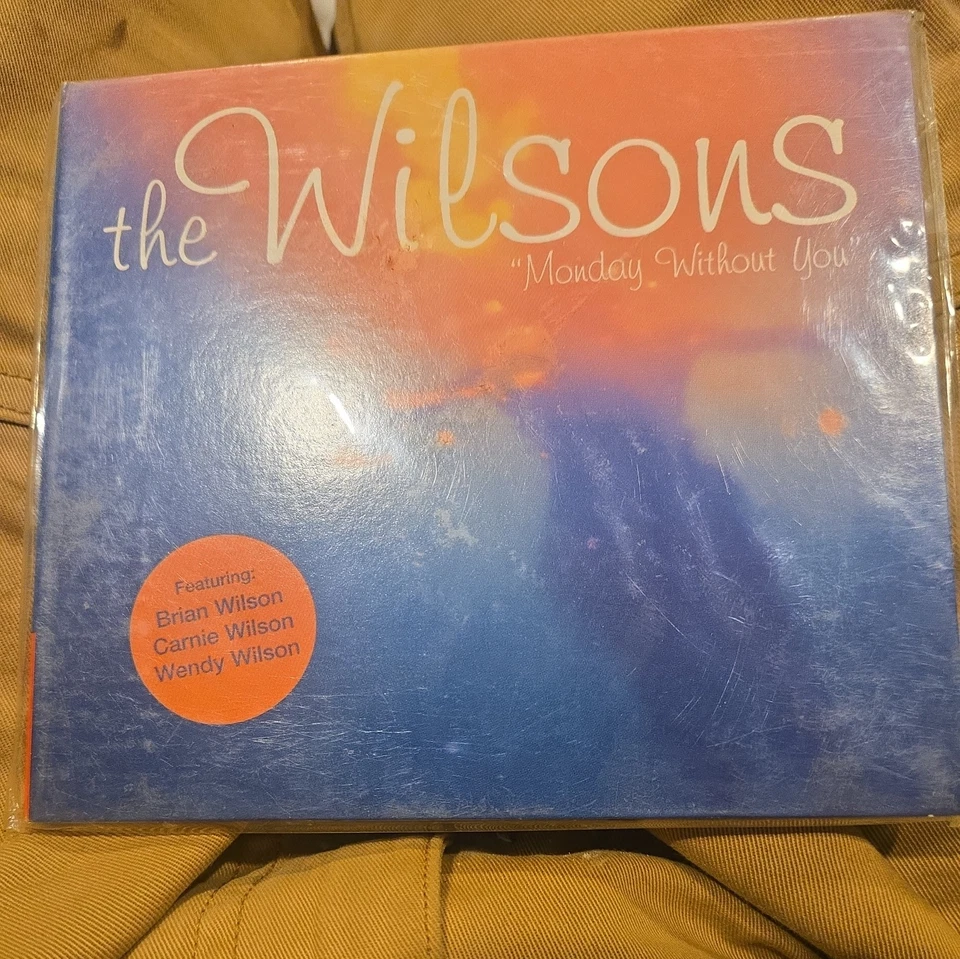 the Wilsons
“Monday Without You”
Featuring:
Brian Wilson
Carnie Wilson
Wendy Wilson